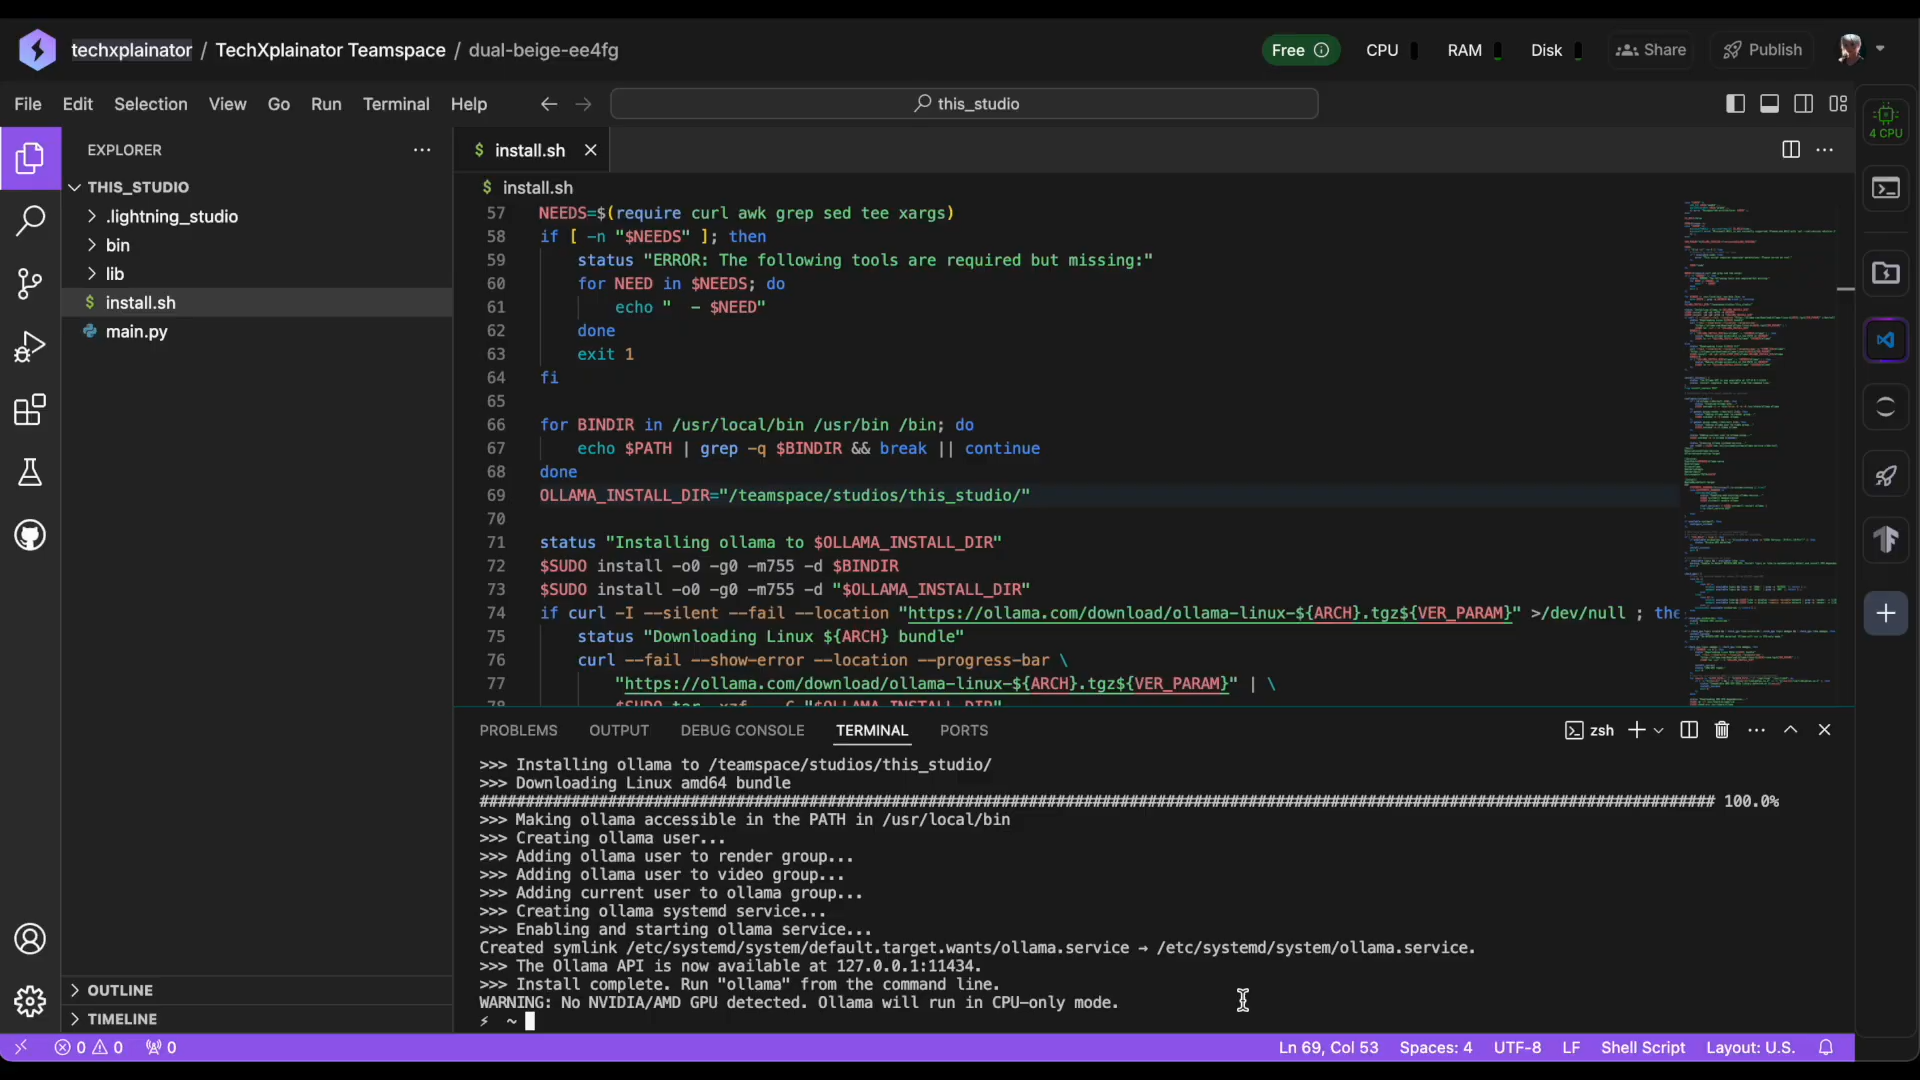 techxplainator / TechXplainator Teamspace / dual-beige-ee4fg
Free CPU RAM Disk Share Publish
File Edit Selection View Go Run Terminal Help
this_studio
4 CPU
EXPLORER
THIS_STUDIO
.lightning_studio
bin
lib
$ install.sh
main.py
OUTLINE
TIMELINE
$ install.sh
$ install.sh
57 NEEDS=$(require curl awk grep sed tee xargs)
58 if [ -n "$NEEDS" ]; then
59 status "ERROR: The following tools are required but missing:"
60 for NEED in $NEEDS; do
61 echo "  - $NEED"
62 done
63 exit 1
64 fi
65
66 for BINDIR in /usr/local/bin /usr/bin /bin; do
67 echo $PATH | grep -q $BINDIR && break || continue
68 done
69 OLLAMA_INSTALL_DIR="/teamspace/studios/this_studio/"
70
71 status "Installing ollama to $OLLAMA_INSTALL_DIR"
72 $SUDO install -o0 -g0 -m755 -d $BINDIR
73 $SUDO install -o0 -g0 -m755 -d "$OLLAMA_INSTALL_DIR"
74 if curl -I --silent --fail --location "https://ollama.com/download/ollama-linux-${ARCH}.tgz${VER_PARAM}" >/dev/null ; the
75 status "Downloading Linux ${ARCH} bundle"
76 curl --fail --show-error --location --progress-bar \
77 "https://ollama.com/download/ollama-linux-${ARCH}.tgz${VER_PARAM}" | \
PROBLEMS OUTPUT DEBUG CONSOLE TERMINAL PORTS
zsh
>>> Installing ollama to /teamspace/studios/this_studio/
>>> Downloading Linux amd64 bundle
100.0%
>>> Making ollama accessible in the PATH in /usr/local/bin
>>> Creating ollama user...
>>> Adding ollama user to render group...
>>> Adding ollama user to video group...
>>> Adding current user to ollama group...
>>> Creating ollama systemd service...
>>> Enabling and starting ollama service...
Created symlink /etc/systemd/system/default.target.wants/ollama.service → /etc/systemd/system/ollama.service.
>>> The Ollama API is now available at 127.0.0.1:11434.
>>> Install complete. Run "ollama" from the command line.
WARNING: No NVIDIA/AMD GPU detected. Ollama will run in CPU-only mode.
⚡ ~
0 0 0
Ln 69, Col 53 Spaces: 4 UTF-8 LF Shell Script Layout: U.S.